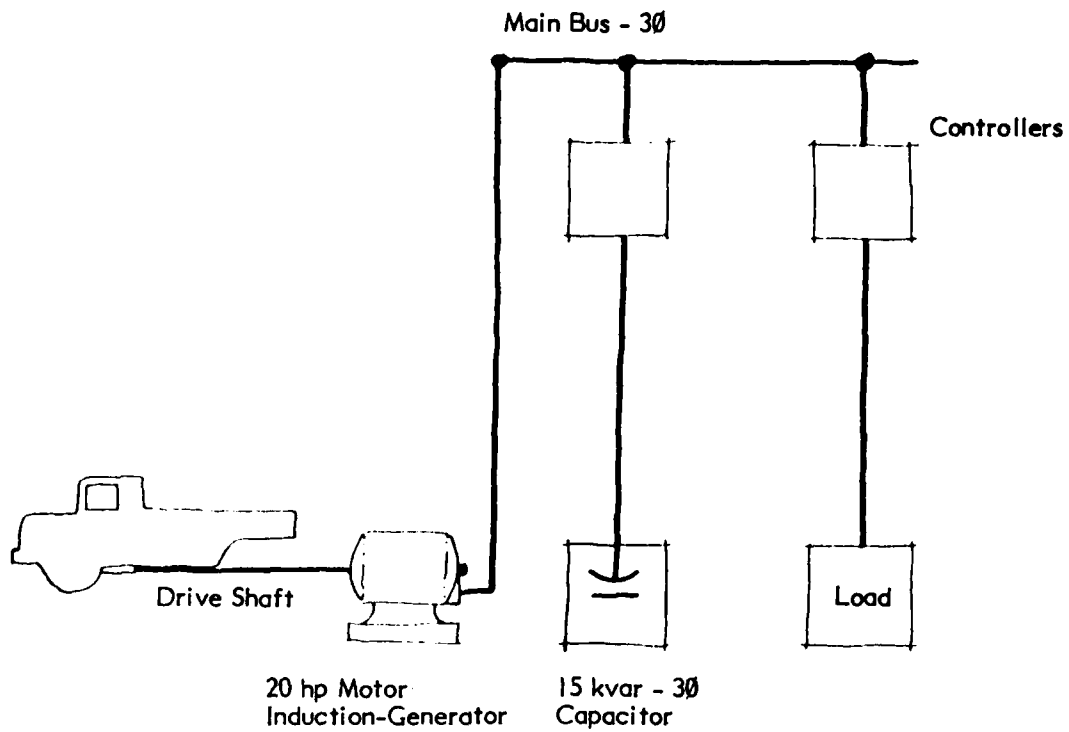 Main Bus - 3Ø
Controllers
Drive Shaft
Load
20 hp Motor
Induction-Generator
15 kvar - 3Ø
Capacitor